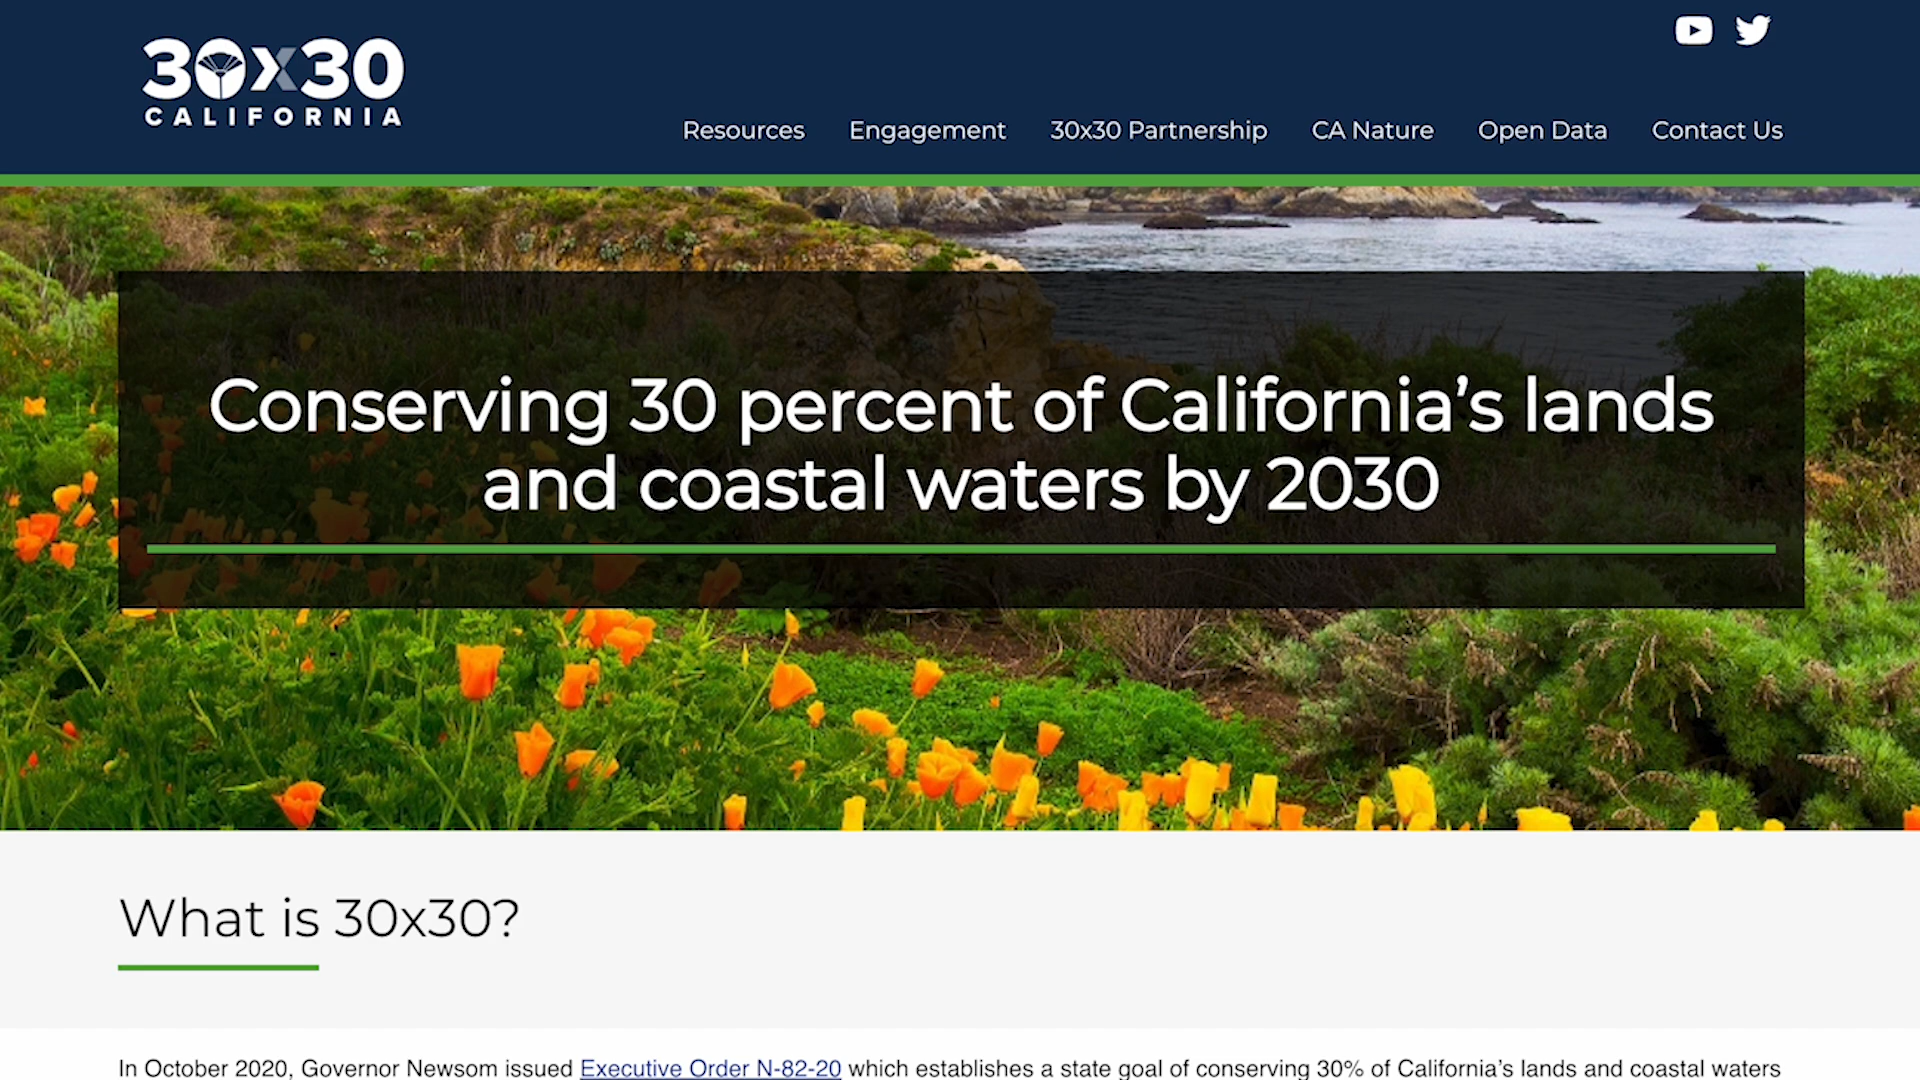 30x30
CALIFORNIA
Resources Engagement 30x30 Partnership CA Nature Open Data Contact Us
Conserving 30 percent of California’s lands
and coastal waters by 2030
What is 30x30?
In October 2020, Governor Newsom issued Executive Order N-82-20 which establishes a state goal of conserving 30% of California’s lands and coastal waters